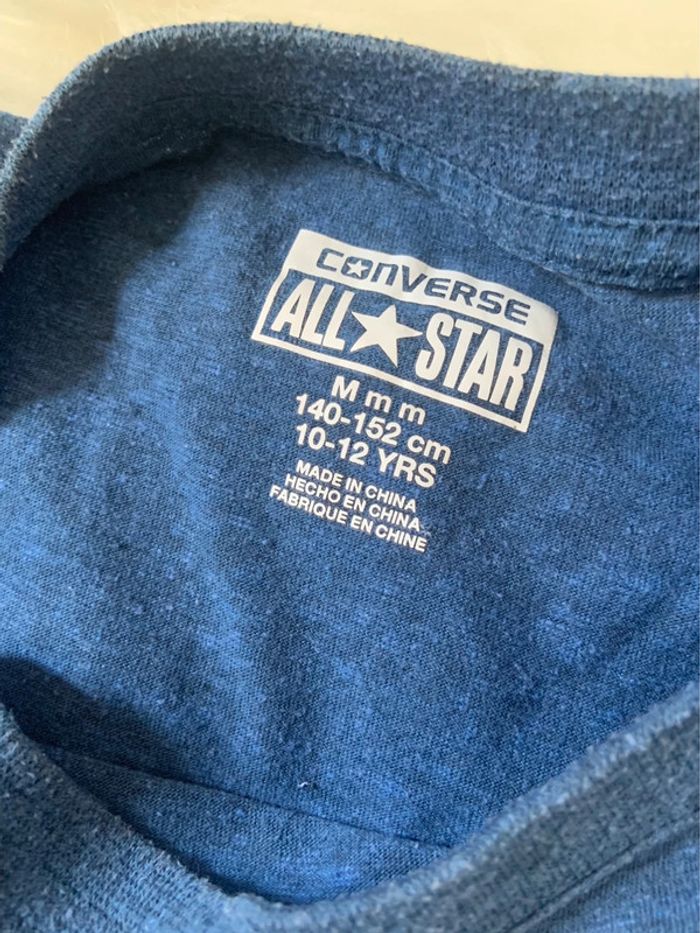 CONVERSE
ALL STAR
M m m
140-152 cm
10-12 YRS
MADE IN CHINA
HECHO EN CHINA
FABRIQUE EN CHINE